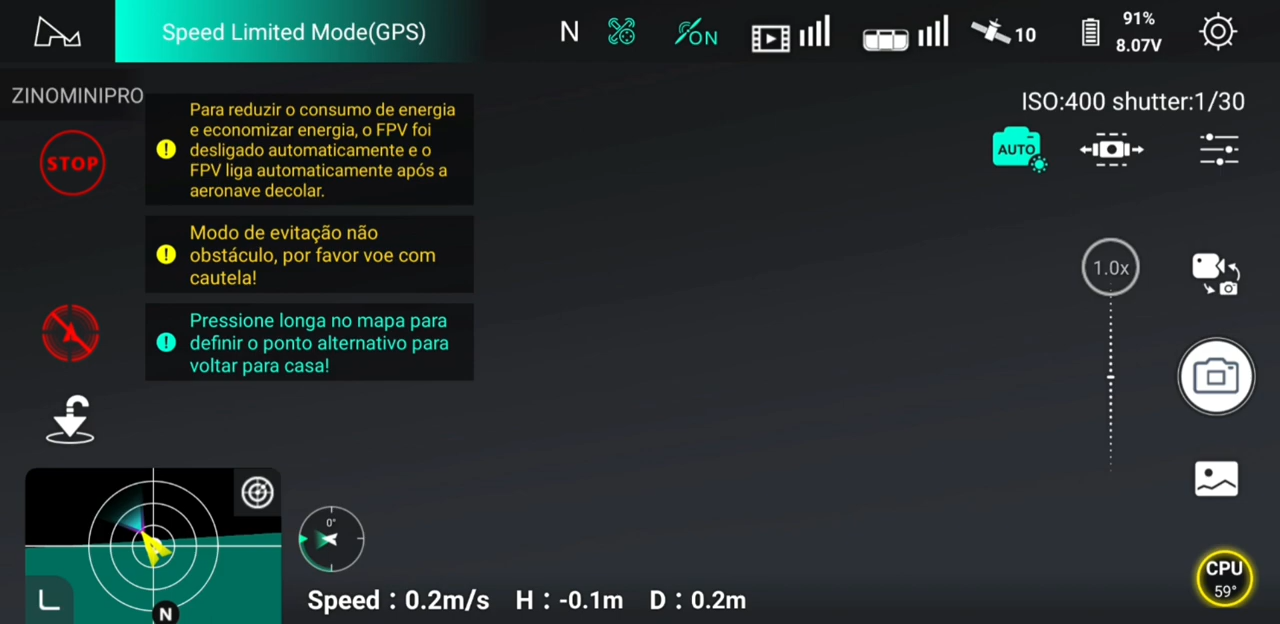 Speed Limited Mode(GPS)
N
ON
10
91%
8.07V
ZINOMINIPRO
ISO:400 shutter:1/30
STOP
Para reduzir o consumo de energia
e economizar energia, o FPV foi
desligado automaticamente e o
FPV liga automaticamente após a
aeronave decolar.
AUTO
Modo de evitação não
obstáculo, por favor voe com
cautela!
1.0x
Pressione longa no mapa para
definir o ponto alternativo para
voltar para casa!
0°
CPU
59°
Speed : 0.2m/s H : -0.1m D : 0.2m
N